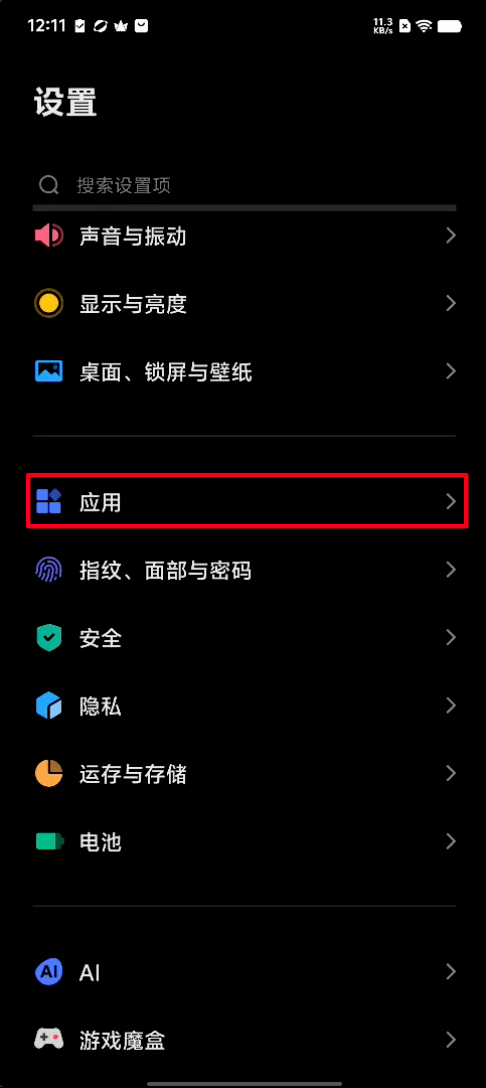 12:11
11.3
KB/s
设置
搜索设置项
声音与振动
显示与亮度
桌面、锁屏与壁纸
应用
指纹、面部与密码
安全
隐私
运存与存储
电池
AI
AI
游戏魔盒